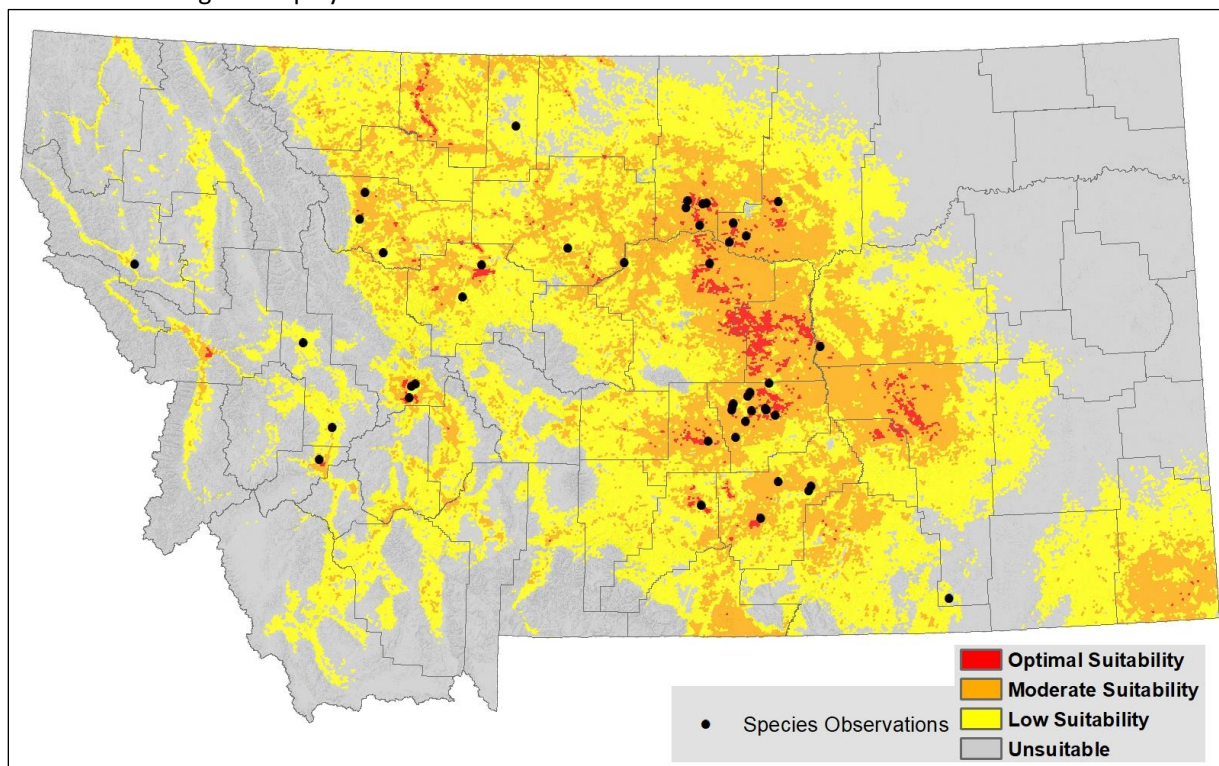 Optimal Suitability
Moderate Suitability
Species Observations
Low Suitability
Unsuitable